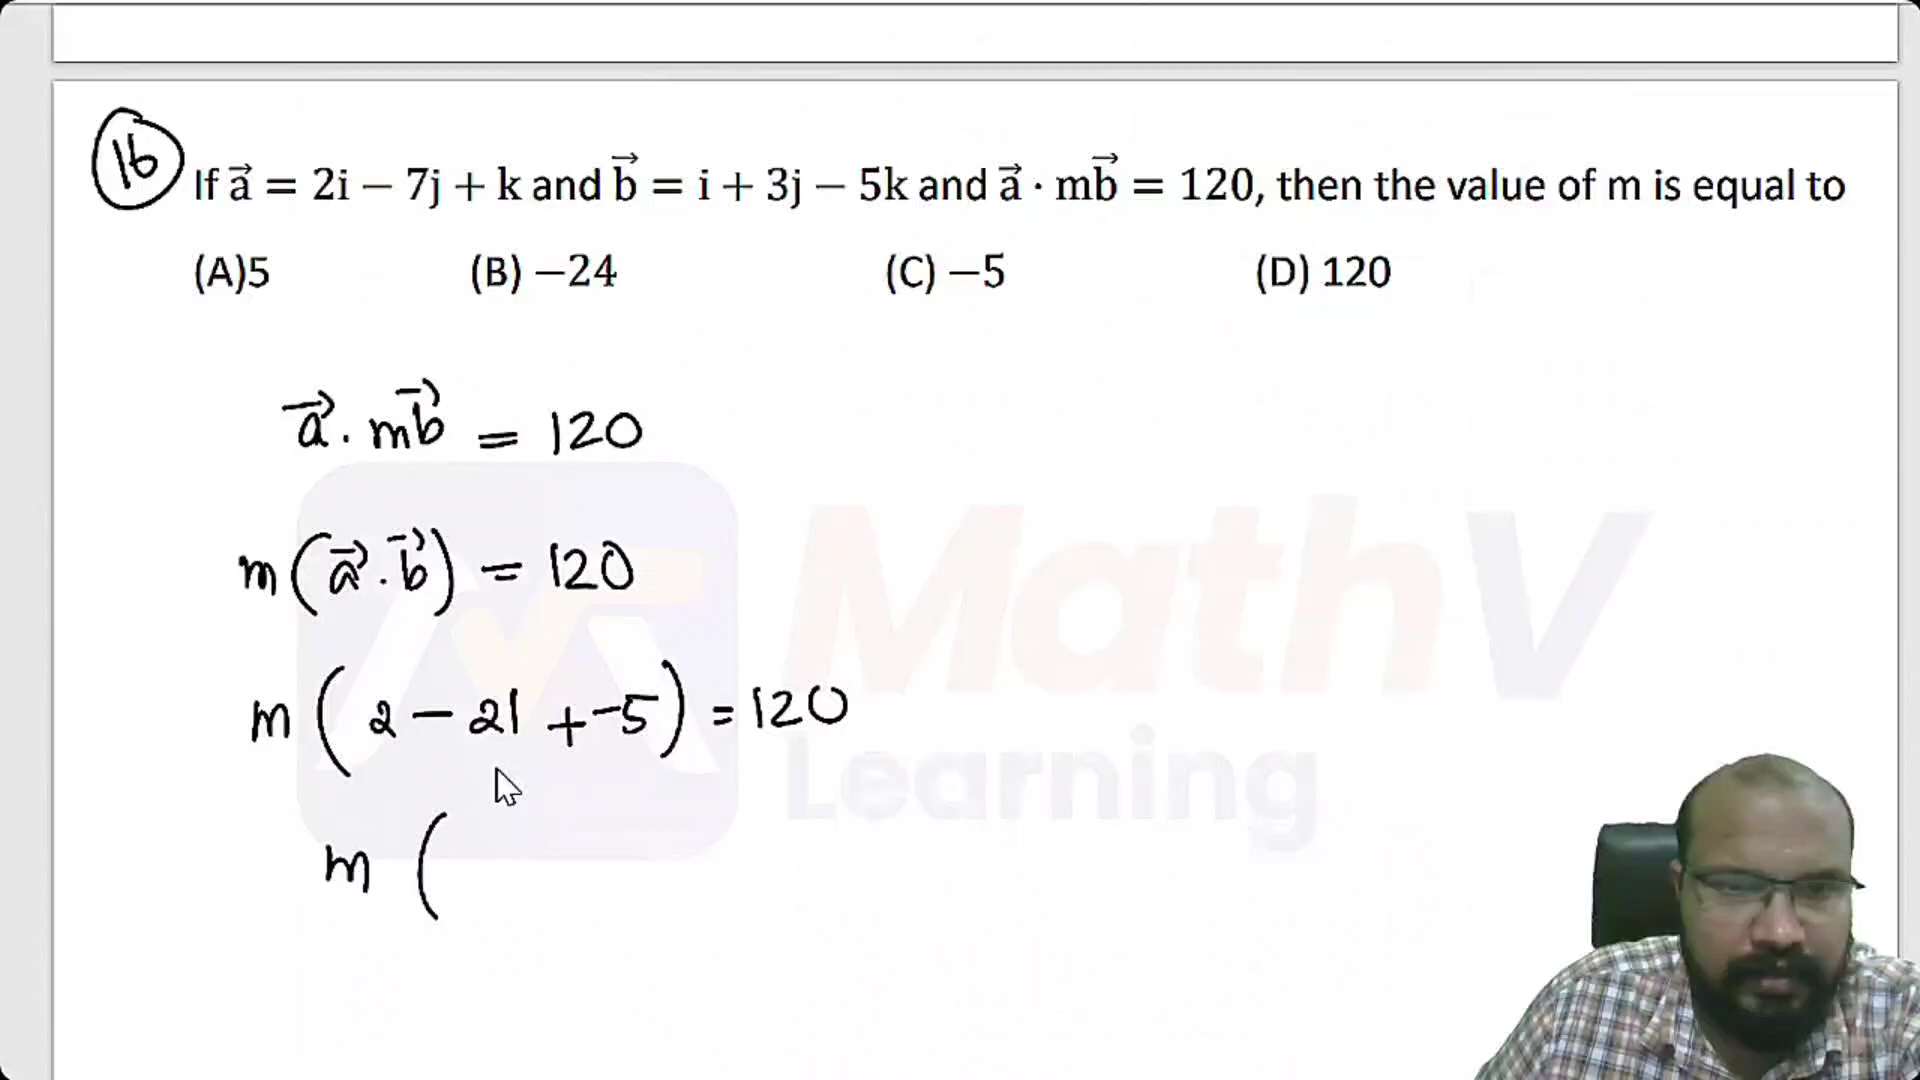 16
If a⃗ = 2i − 7j + k and b⃗ = i + 3j − 5k and a⃗ · mb⃗ = 120, then the value of m is equal to
(A)5 (B) −24 (C) −5 (D) 120
a⃗ . mb⃗ = 120
m(a⃗ . b⃗) = 120
m(2 − 21 + −5) = 120
m (
MathV
Learning